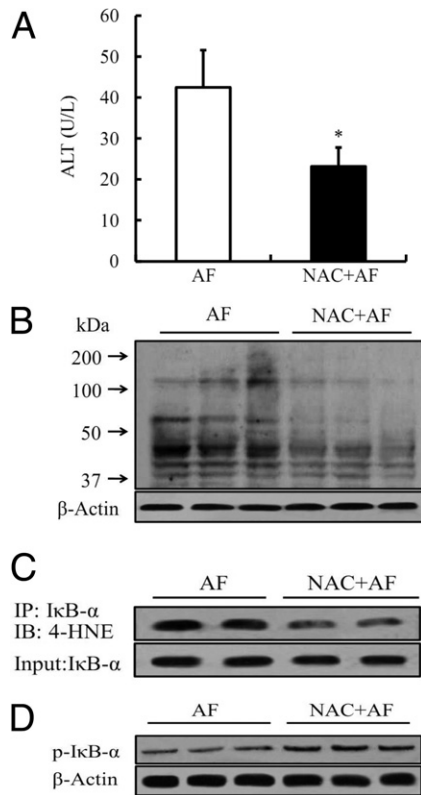 A
60
50
40
30
20
10
0
ALT (U/L)
*
AF NAC+AF
B
kDa AF NAC+AF
200 →
100 →
50 →
37 →
β-Actin
C
AF NAC+AF
IP: IκB-α
IB: 4-HNE
Input:IκB-α
D
AF NAC+AF
p-IκB-α
β-Actin